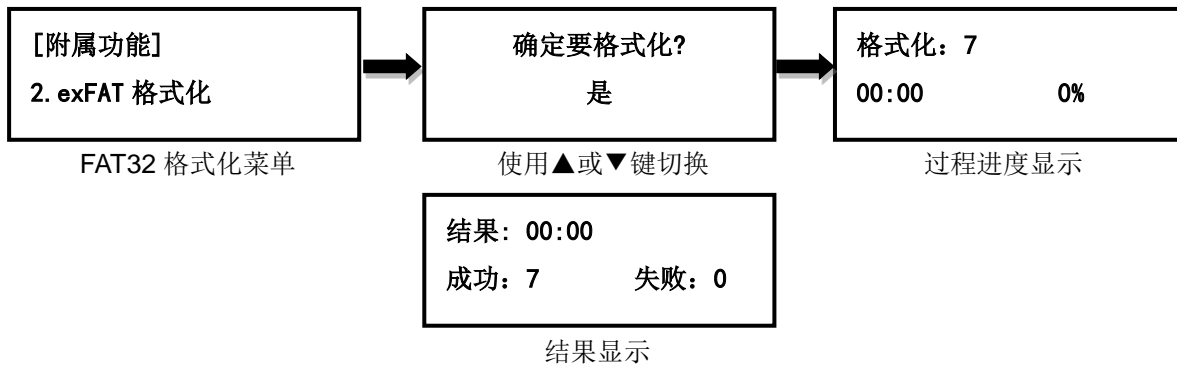 [附属功能]
2. exFAT 格式化
FAT32 格式化菜单
确定要格式化?
是
使用▲或▼键切换
格式化：7
00:00 0%
过程进度显示
结果: 00:00
成功：7 失败：0
结果显示